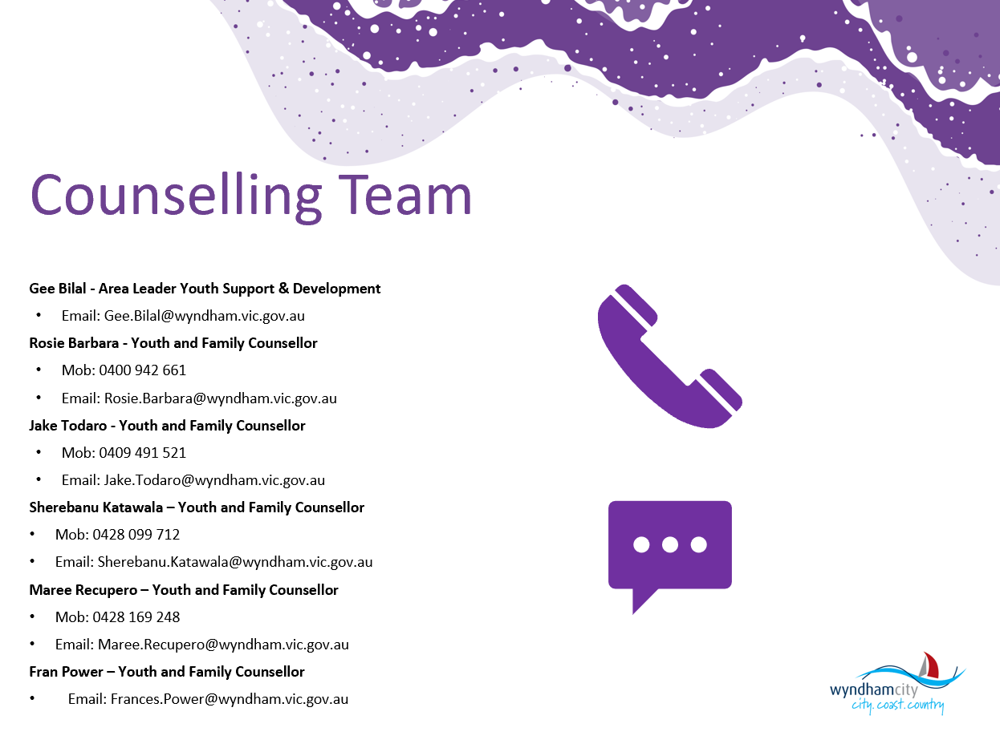 Counselling Team
Gee Bilal - Area Leader Youth Support & Development
• Email: Gee.Bilal@wyndham.vic.gov.au
Rosie Barbara - Youth and Family Counsellor
• Mob: 0400 942 661
• Email: Rosie.Barbara@wyndham.vic.gov.au
Jake Todaro - Youth and Family Counsellor
• Mob: 0409 491 521
• Email: Jake.Todaro@wyndham.vic.gov.au
Sherebanu Katawala – Youth and Family Counsellor
• Mob: 0428 099 712
• Email: Sherebanu.Katawala@wyndham.vic.gov.au
Maree Recupero – Youth and Family Counsellor
• Mob: 0428 169 248
• Email: Maree.Recupero@wyndham.vic.gov.au
Fran Power – Youth and Family Counsellor
• Email: Frances.Power@wyndham.vic.gov.au
wyndhamcity
city. coast. country